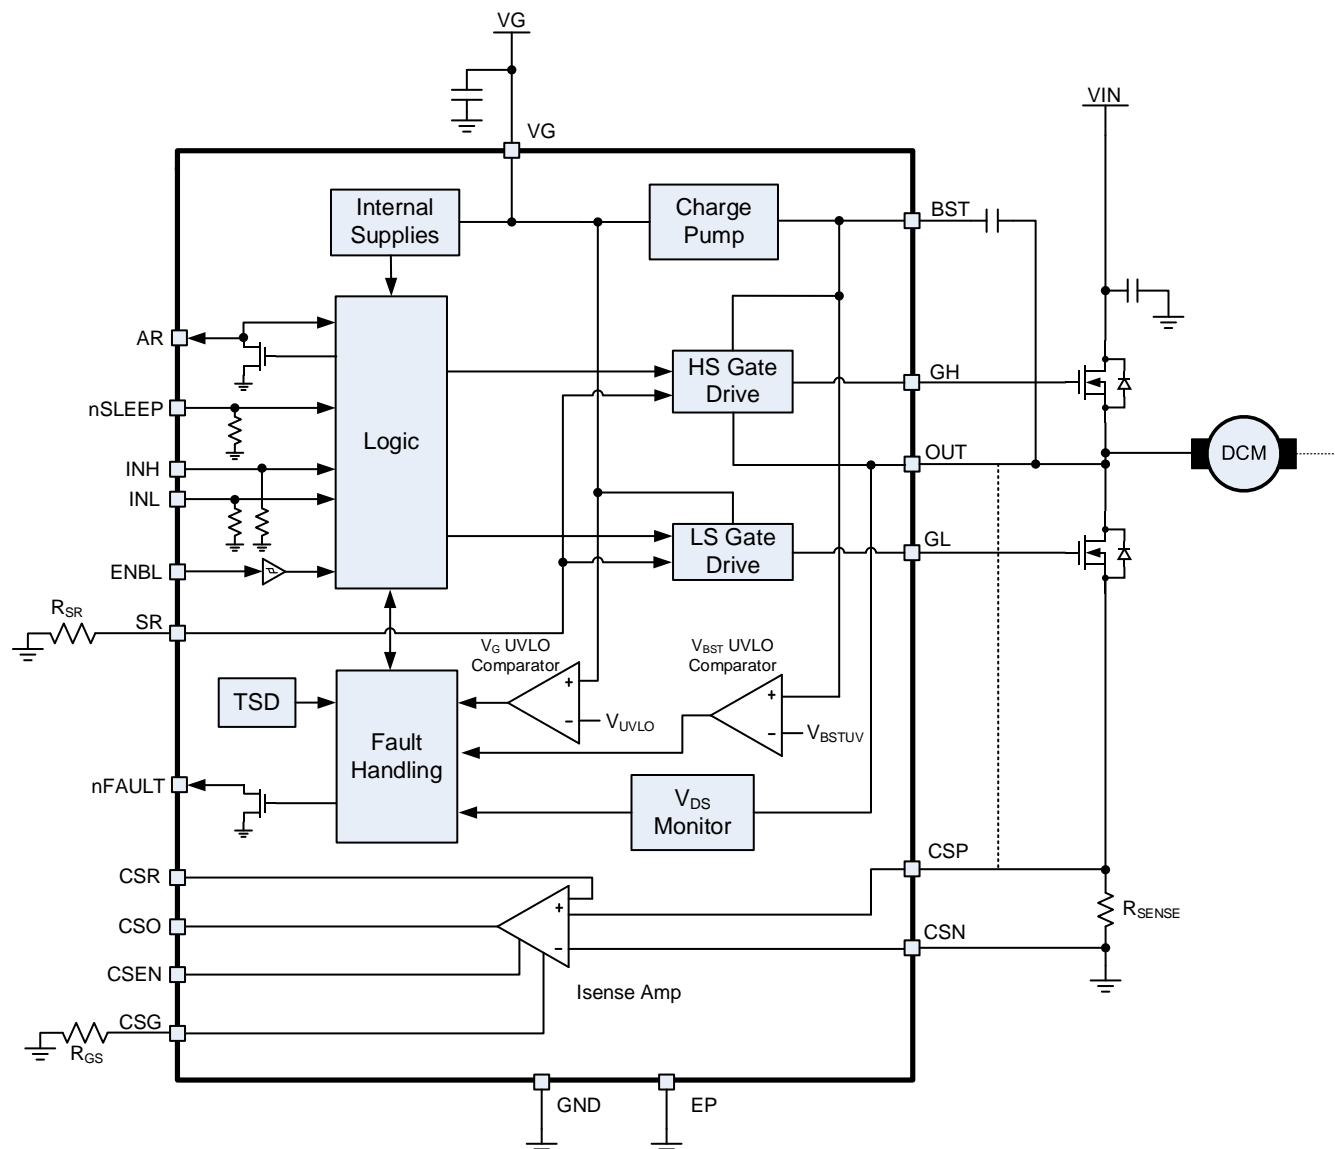 VG
VIN
VG
Internal
Supplies
Charge
Pump
BST
AR
HS Gate
Drive
GH
nSLEEP
Logic
INH
OUT
DCM
INL
LS Gate
Drive
GL
ENBL
RSR
SR
VG UVLO
Comparator
VBST UVLO
Comparator
TSD
+
−
VUVLO
+
−
VBSTUV
Fault
Handling
nFAULT
VDS
Monitor
CSR
CSP
+
−
CSO
RSENSE
CSN
CSEN
Isense Amp
CSG
RGS
GND
EP